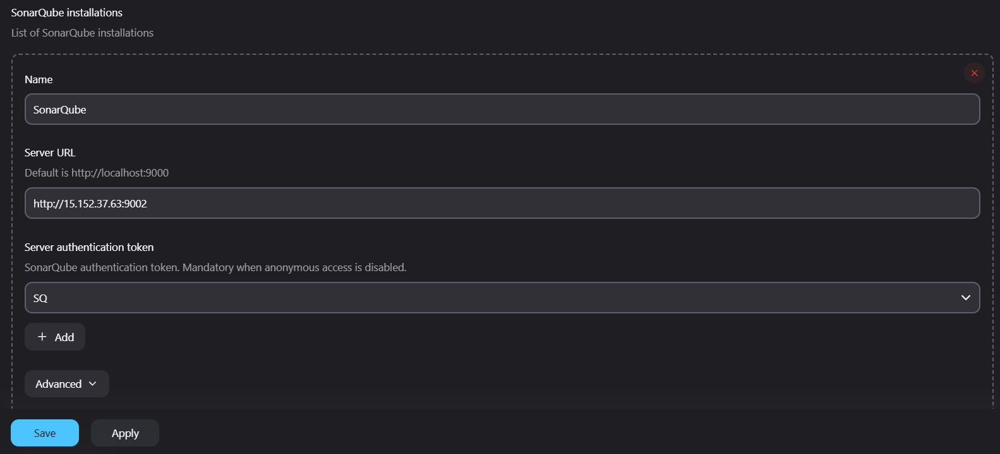 SonarQube installations
List of SonarQube installations
Name
SonarQube
Server URL
Default is http://localhost:9000
http://15.152.37.63:9002
Server authentication token
SonarQube authentication token. Mandatory when anonymous access is disabled.
SQ
Add
Advanced
Save Apply